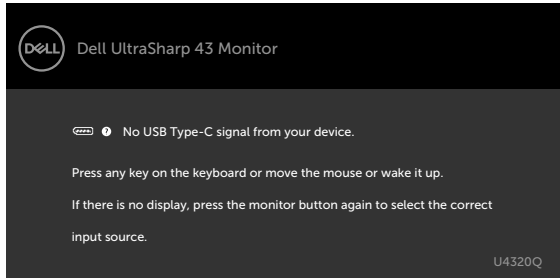 DELL Dell UltraSharp 43 Monitor
? No USB Type-C signal from your device.
Press any key on the keyboard or move the mouse or wake it up.
If there is no display, press the monitor button again to select the correct
input source.
U4320Q